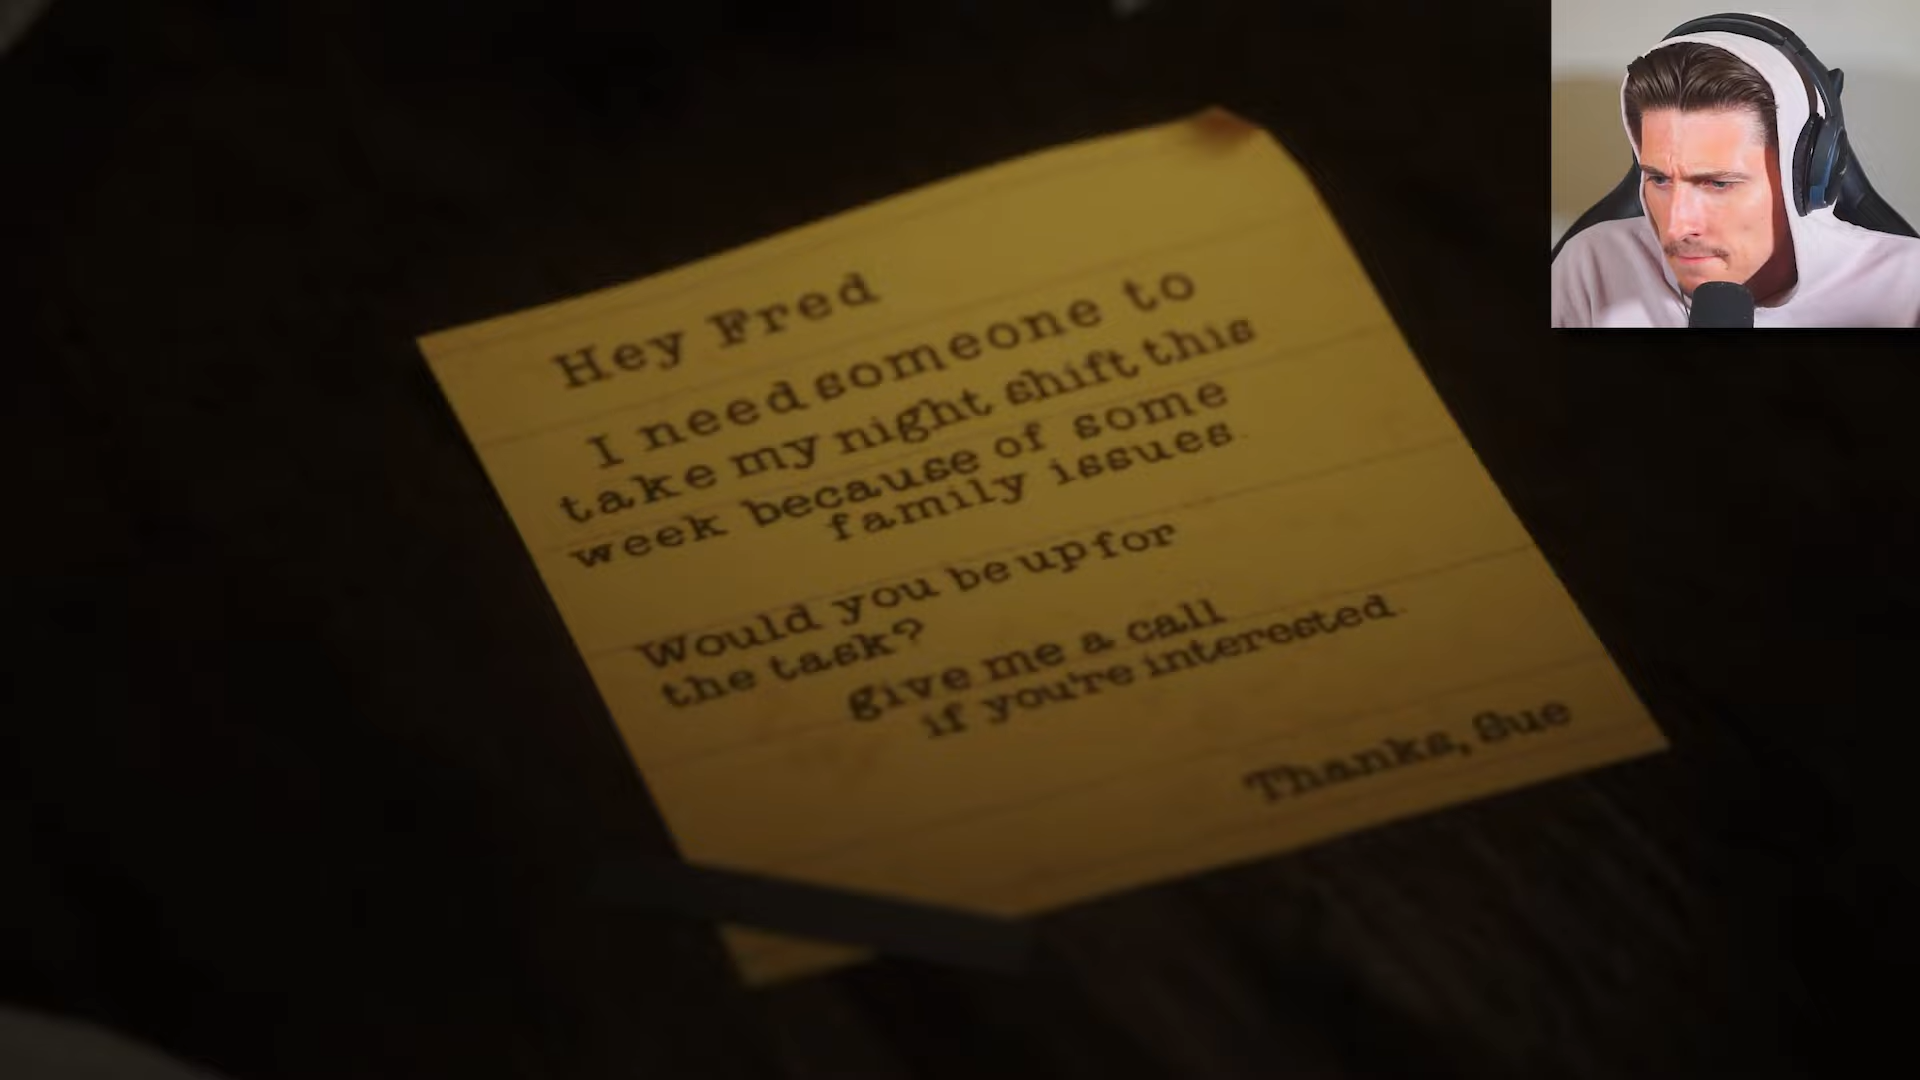 Hey Fred
I need someone to
take my night shift this
week because of some
family issues.
Would you be up for
the task?
give me a call
if you're interested.
Thanks, Sue